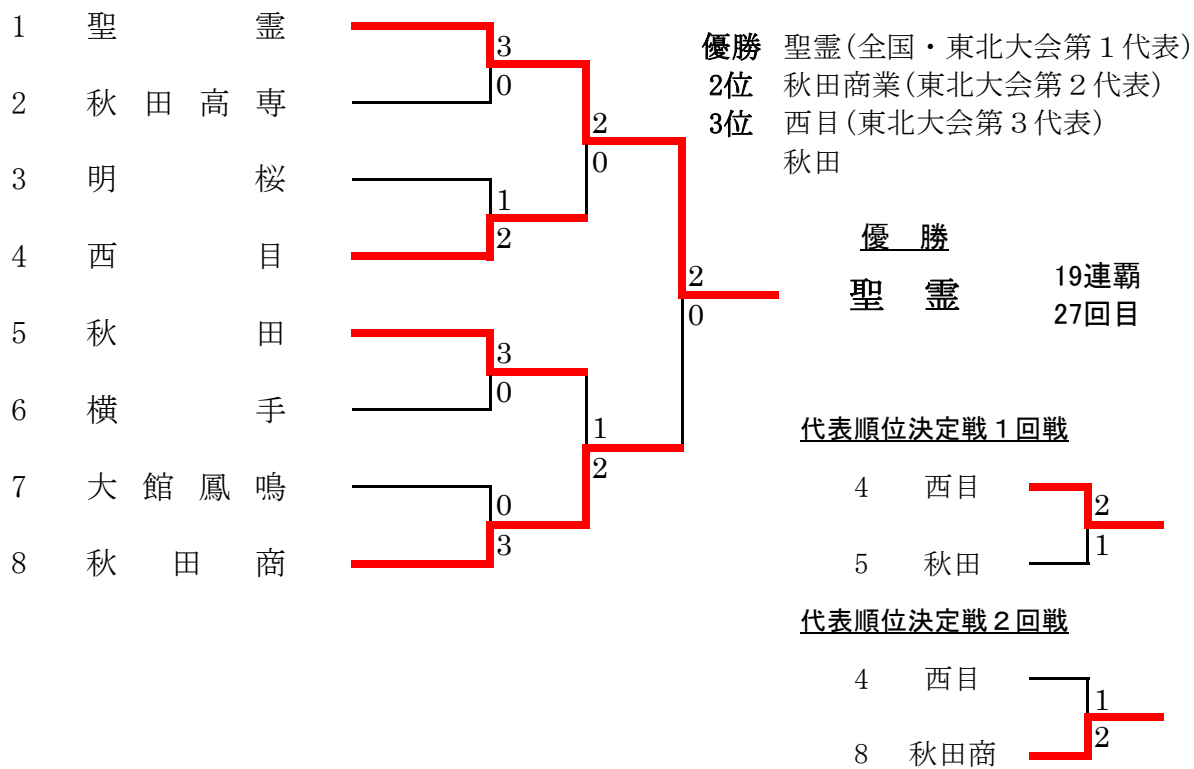 1 聖霊
2 秋田高専
3 明桜
4 西目
5 秋田
6 横手
7 大館鳳鳴
8 秋田商
3
0
1
2
3
0
0
3
2
0
1
2
2
0
優勝 聖霊(全国・東北大会第1代表)
2位 秋田商業(東北大会第2代表)
3位 西目(東北大会第3代表)
秋田
優 勝
聖 霊
19連覇
27回目
代表順位決定戦1回戦
4 西目
2
1
5 秋田
代表順位決定戦2回戦
4 西目
1
2
8 秋田商